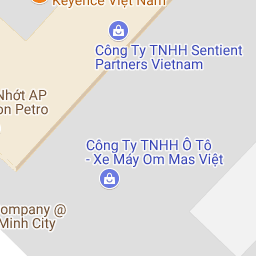 Keyence Việt Nam
Công Ty TNHH Sentient
Partners Vietnam
Nhớt AP
on Petro
Công Ty TNHH Ô Tô
- Xe Máy Om Mas Việt
ompany @
Minh City